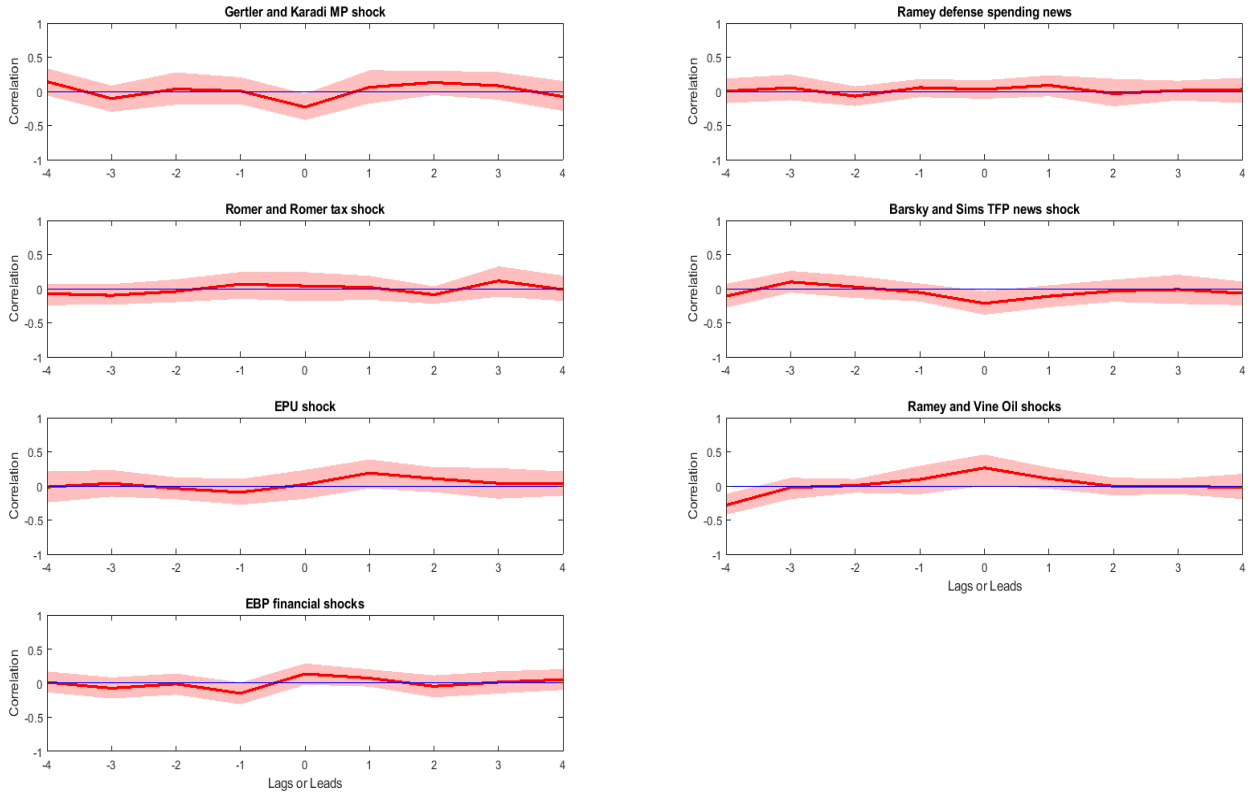 Gertler and Karadi MP shock
1
0.5
0
-0.5
-1
Correlation
-4 -3 -2 -1 0 1 2 3 4
Ramey defense spending news
1
0.5
0
-0.5
-1
Correlation
-4 -3 -2 -1 0 1 2 3 4
Romer and Romer tax shock
1
0.5
0
-0.5
-1
Correlation
-4 -3 -2 -1 0 1 2 3 4
Barsky and Sims TFP news shock
1
0.5
0
-0.5
-1
Correlation
-4 -3 -2 -1 0 1 2 3 4
EPU shock
1
0.5
0
-0.5
-1
Correlation
-4 -3 -2 -1 0 1 2 3 4
Ramey and Vine Oil shocks
1
0.5
0
-0.5
-1
Correlation
-4 -3 -2 -1 0 1 2 3 4
Lags or Leads
EBP financial shocks
1
0.5
0
-0.5
-1
Correlation
-4 -3 -2 -1 0 1 2 3 4
Lags or Leads